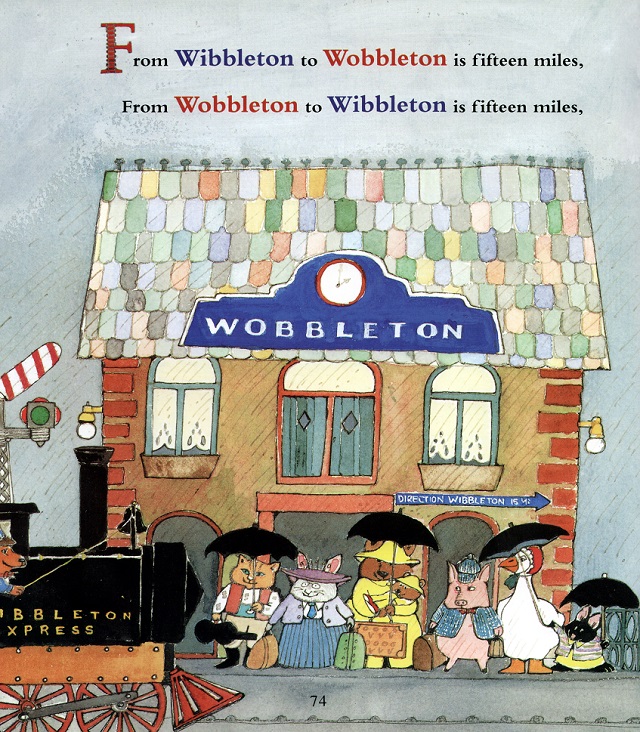 From Wibbleton to Wobbleton is fifteen miles,
From Wobbleton to Wibbleton is fifteen miles,
WOBBLETON
DIRECTION WIBBLETON 15 M:
BBLETON
XPRESS
74